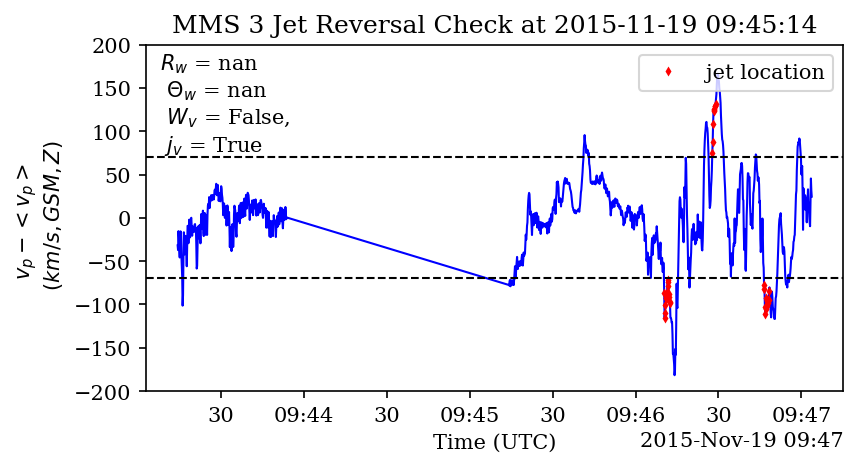 MMS 3 Jet Reversal Check at 2015-11-19 09:45:14
200
150
100
50
0
−50
−100
−150
−200
v_p − < v_p >
(km/s, GSM, Z)
R_w = nan
Θ_w = nan
W_v = False,
j_v = True
jet location
30
09:44
30
09:45
30
09:46
30
09:47
Time (UTC)
2015-Nov-19 09:47